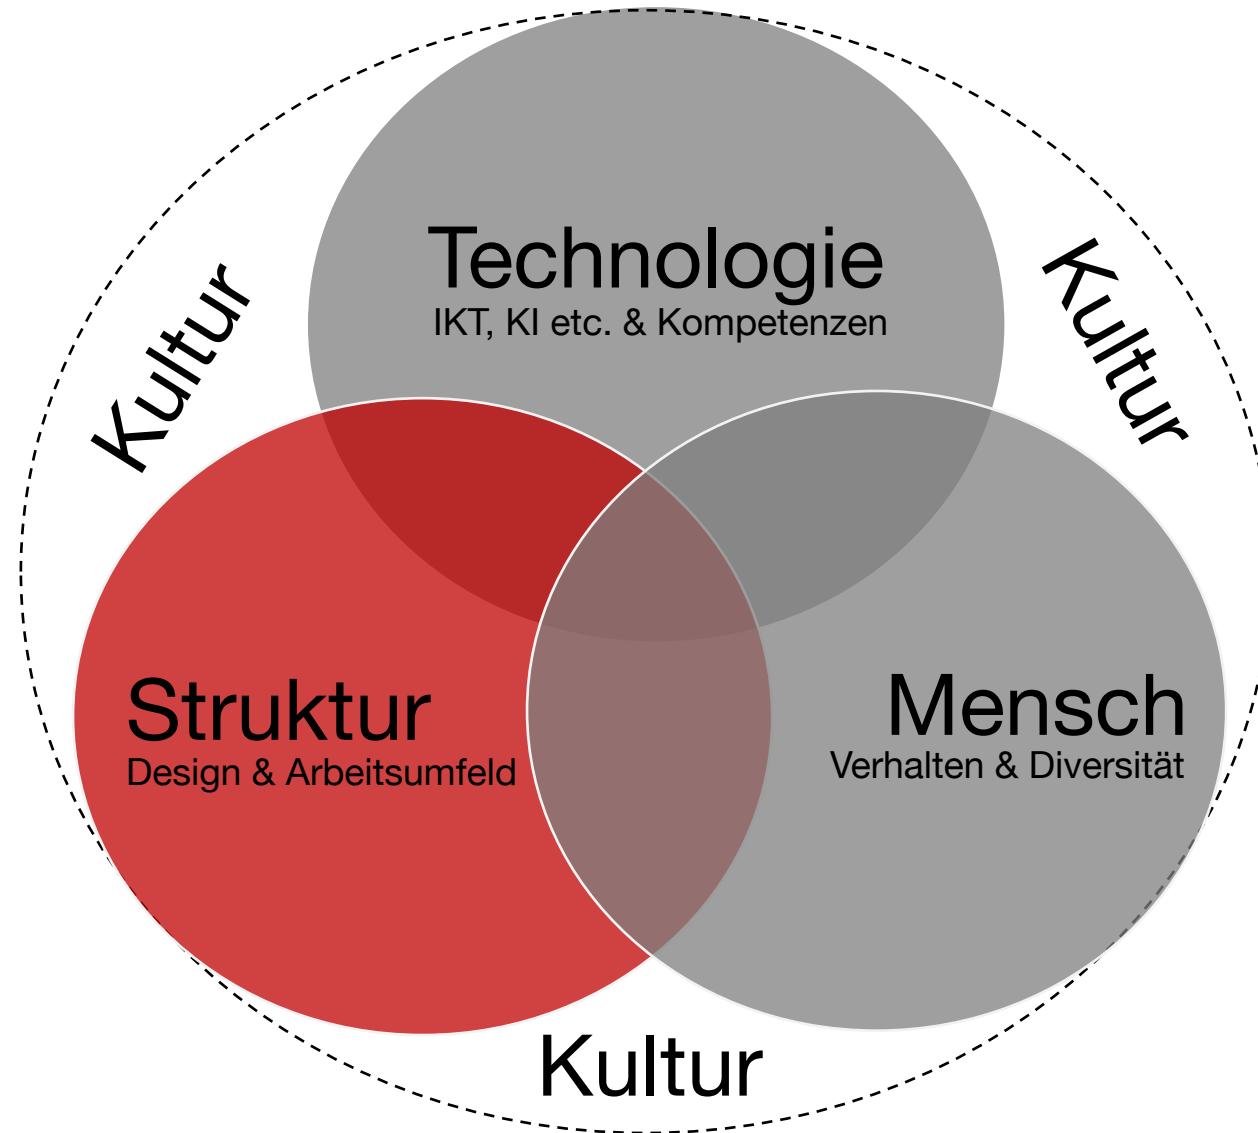 Technologie
IKT, KI etc. & Kompetenzen
Kultur
Kultur
Struktur
Design & Arbeitsumfeld
Mensch
Verhalten & Diversität
Kultur